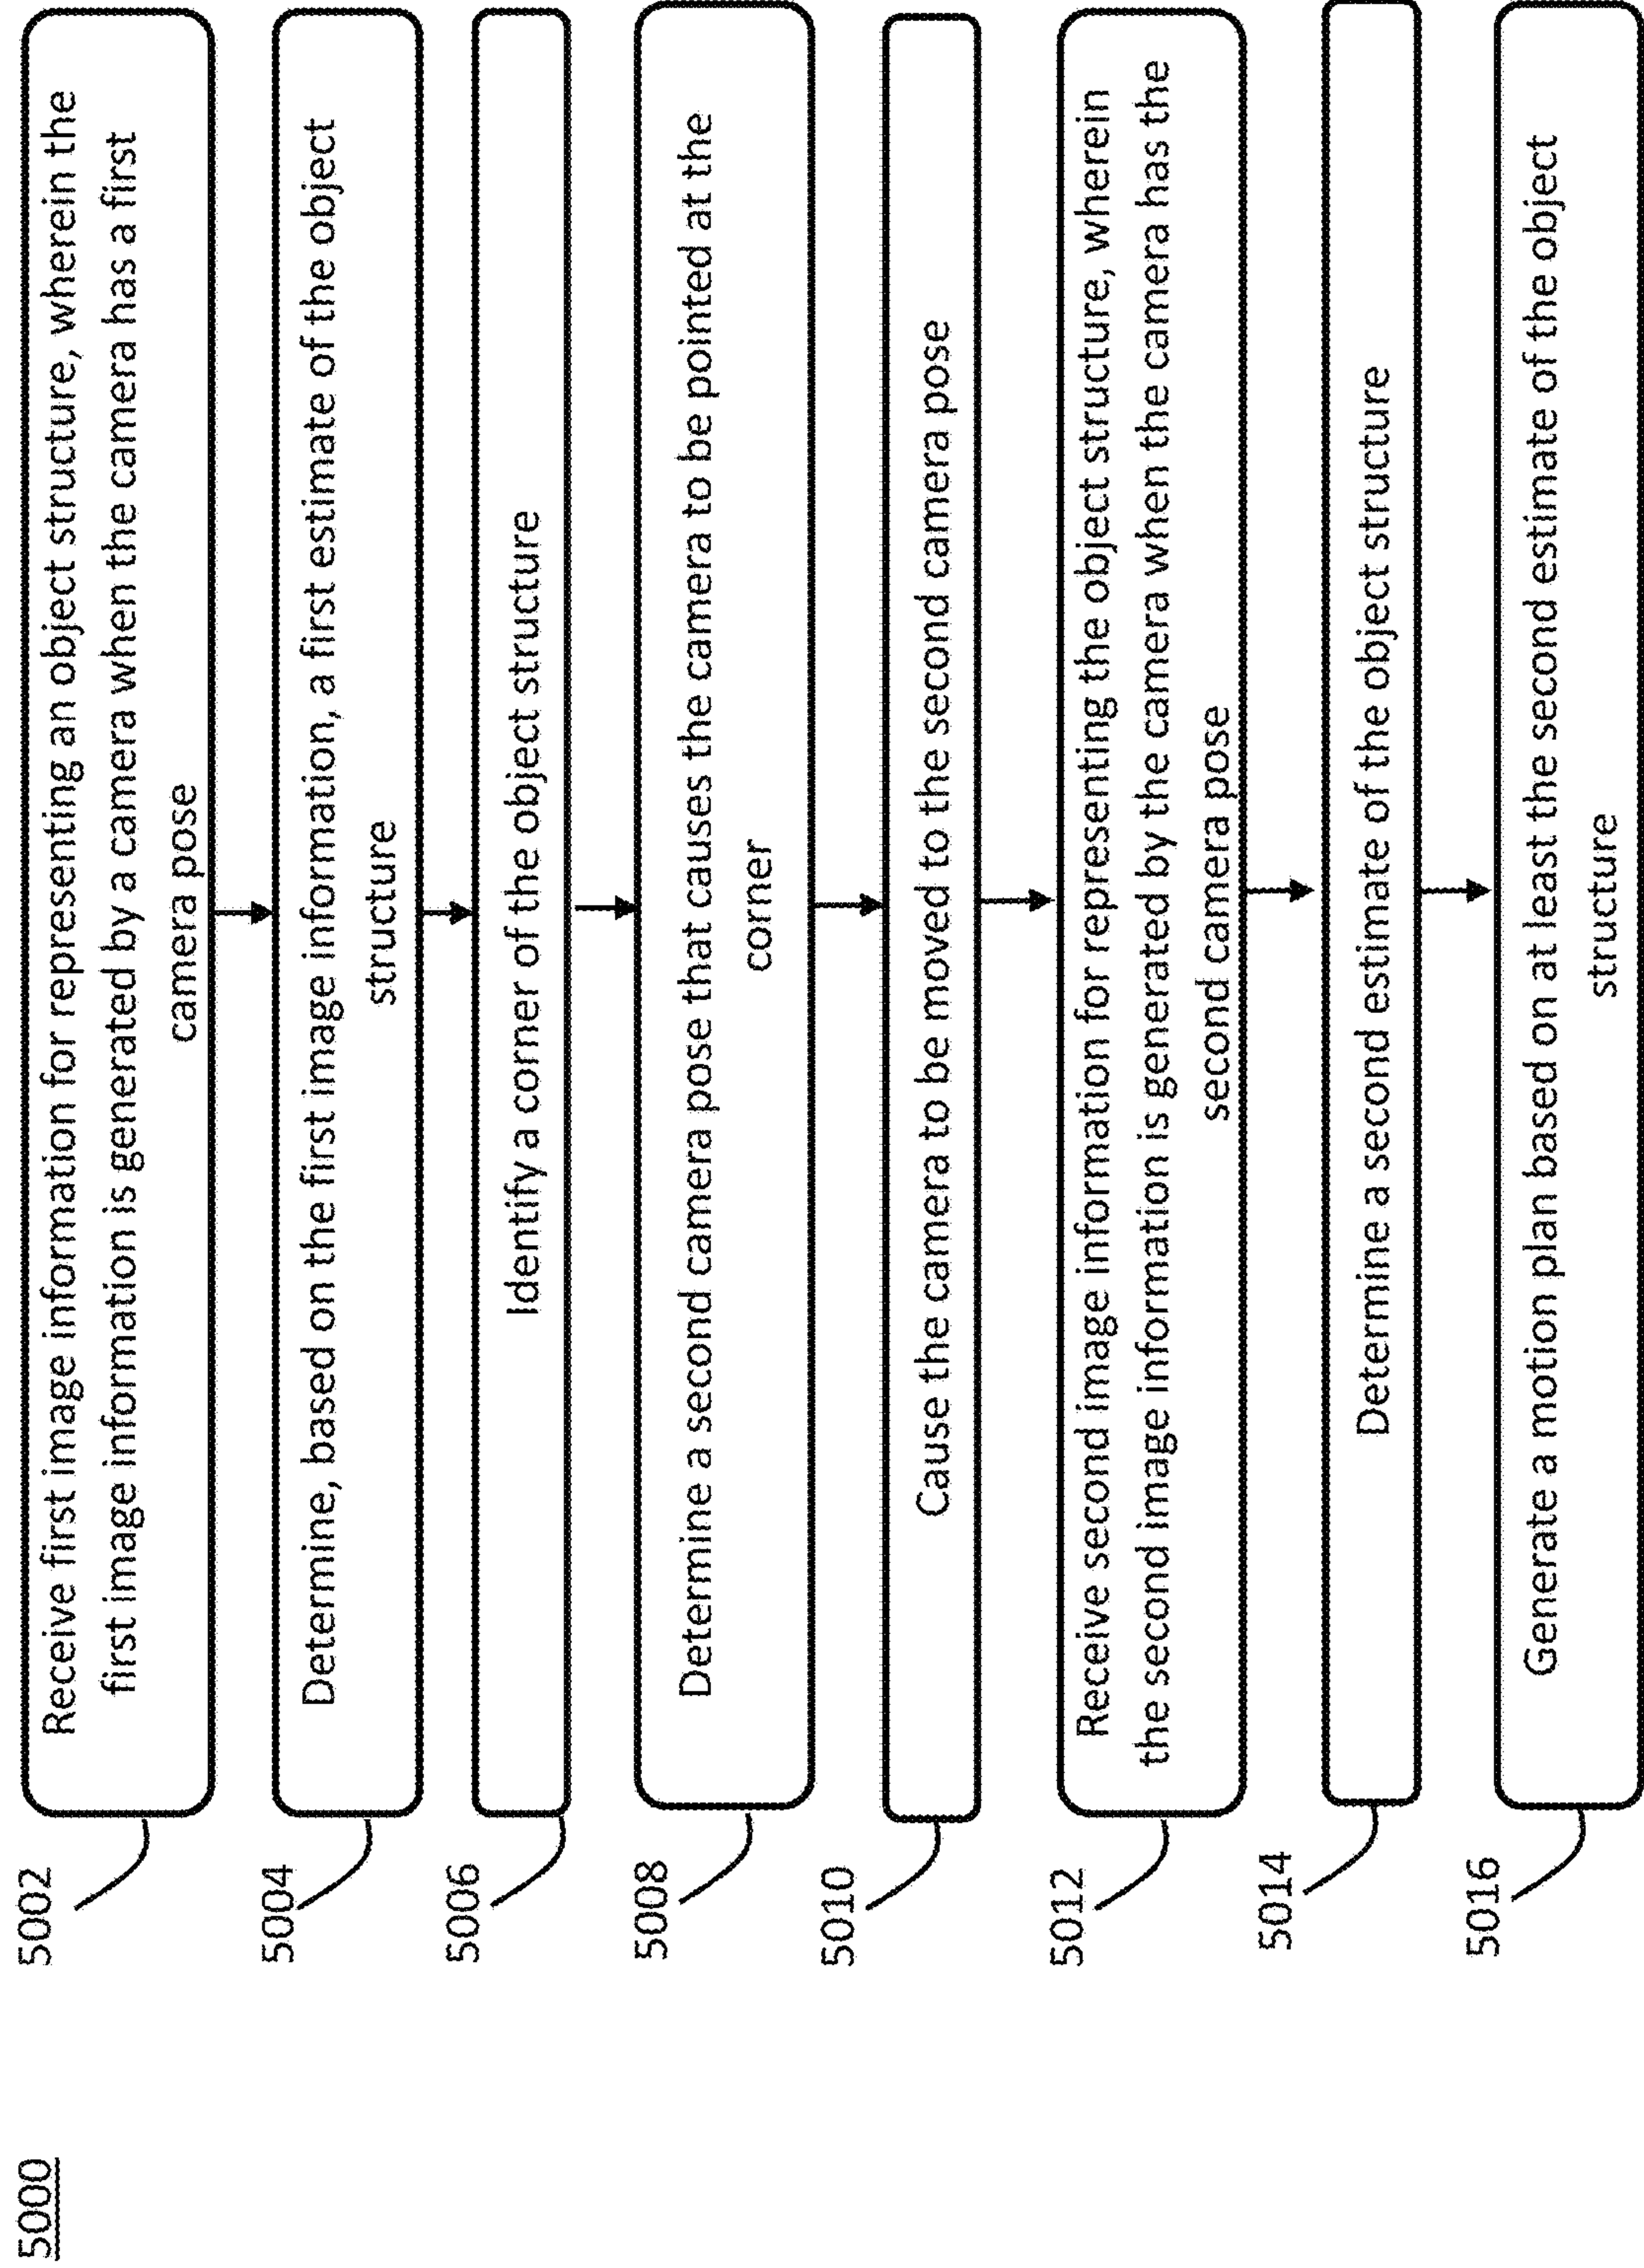 5000
5002
Receive first image information for representing an object structure, wherein the
first image information is generated by a camera when the camera has a first
camera pose
5004
Determine, based on the first image information, a first estimate of the object
structure
5006
Identify a corner of the object structure
5008
Determine a second camera pose that causes the camera to be pointed at the
corner
5010
Cause the camera to be moved to the second camera pose
5012
Receive second image information for representing the object structure, wherein
the second image information is generated by the camera when the camera has the
second camera pose
5014
Determine a second estimate of the object structure
5016
Generate a motion plan based on at least the second estimate of the object
structure